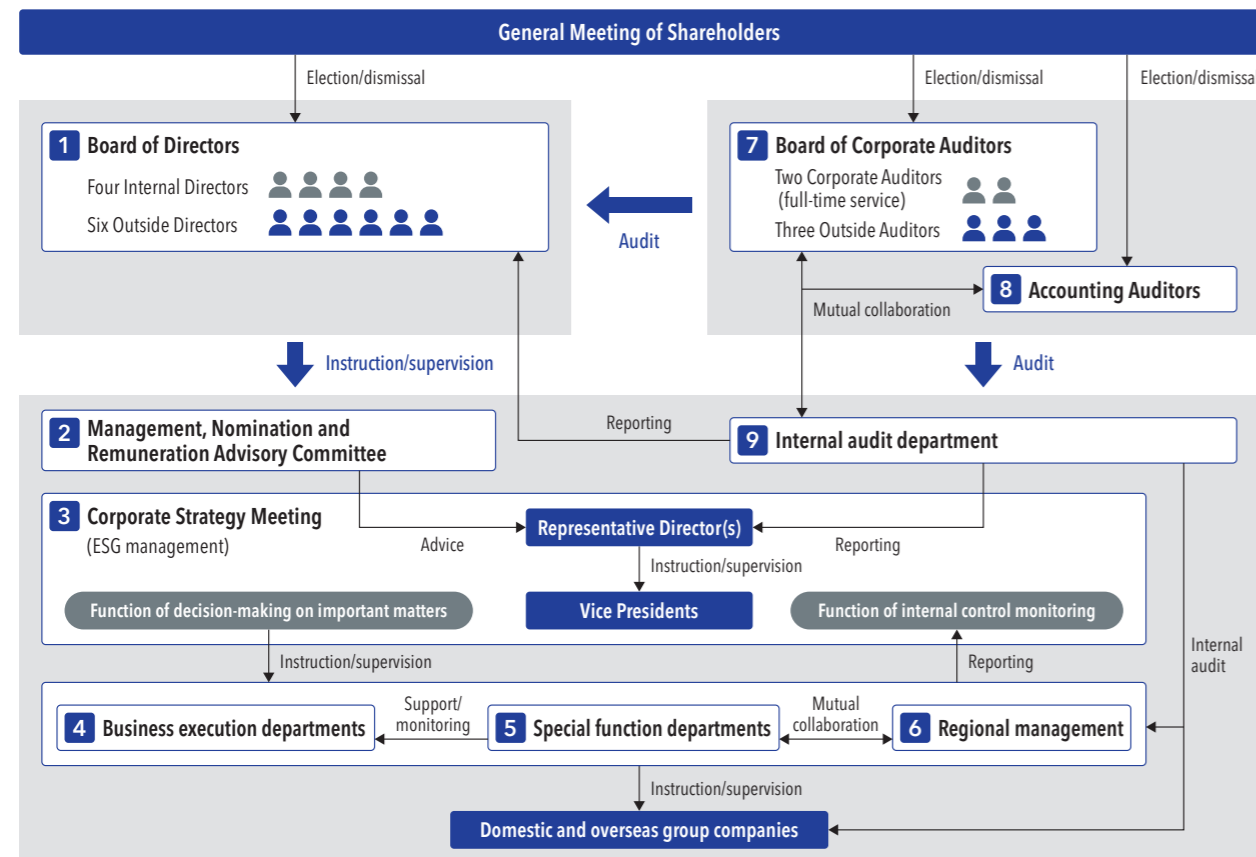 General Meeting of Shareholders
Election/dismissal
Election/dismissal
Election/dismissal
1 Board of Directors
Four Internal Directors
Six Outside Directors
Audit
7 Board of Corporate Auditors
Two Corporate Auditors
(full-time service)
Three Outside Auditors
8 Accounting Auditors
Mutual collaboration
Instruction/supervision
Audit
2 Management, Nomination and
Remuneration Advisory Committee
Reporting
9 Internal audit department
3 Corporate Strategy Meeting
(ESG management)
Advice
Representative Director(s)
Reporting
Instruction/supervision
Function of decision-making on important matters
Vice Presidents
Function of internal control monitoring
Instruction/supervision
Reporting
Internal
audit
4 Business execution departments
Support/
monitoring
5 Special function departments
Mutual
collaboration
6 Regional management
Instruction/supervision
Domestic and overseas group companies